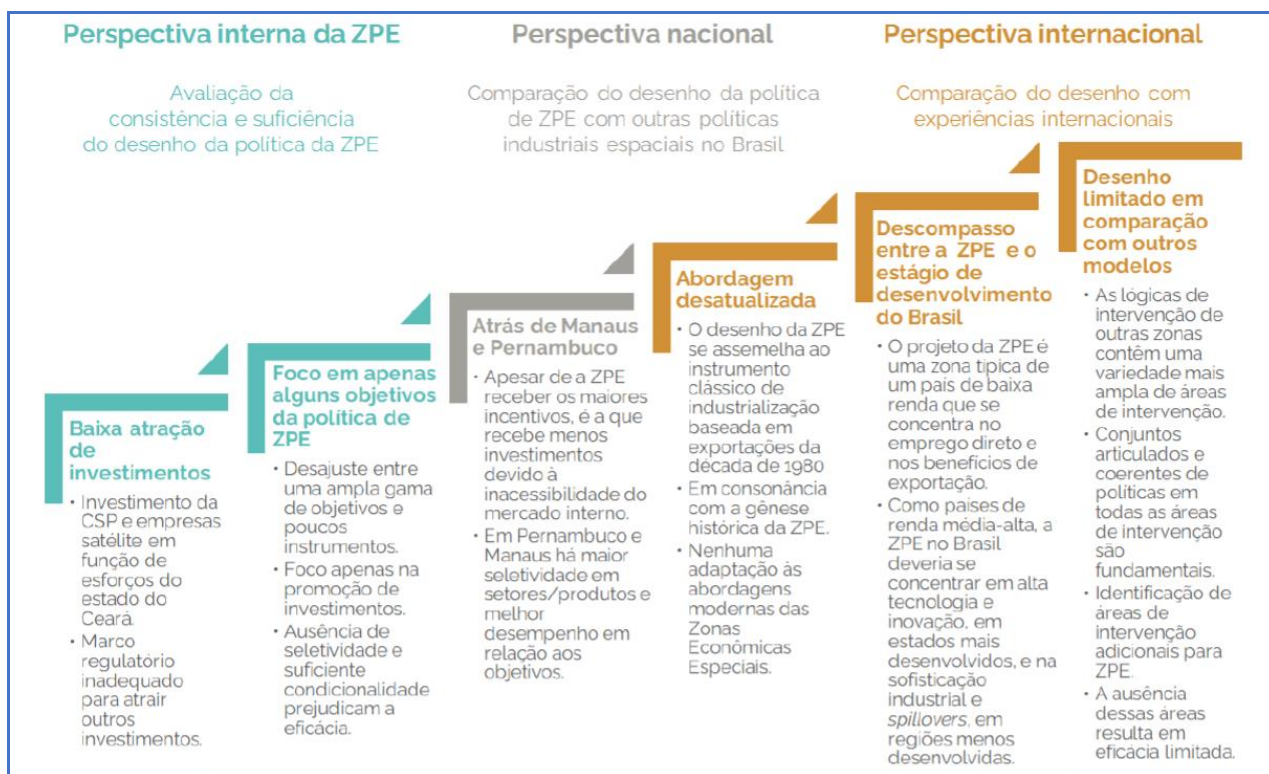 Perspectiva interna da ZPE
Avaliação da
consistência e suficiência
do desenho da política da ZPE
Perspectiva nacional
Comparação do desenho da política
de ZPE com outras políticas
industriais espaciais no Brasil
Perspectiva internacional
Comparação do desenho com
experiências internacionais
Baixa atração
de
investimentos
• Investimento da
CSP e empresas
satélite em
função de
esforços do
estado do
Ceará.
• Marco
regulatório
inadequado
para atrair
outros
investimentos.
Foco em apenas
alguns objetivos
da política de
ZPE
• Desajuste entre
uma ampla gama
de objetivos e
poucos
instrumentos.
• Foco apenas na
promoção de
investimentos.
• Ausência de
seletividade e
suficiente
condicionalidade
prejudicam a
eficácia.
Atrás de Manaus
e Pernambuco
• Apesar de a ZPE
receber os maiores
incentivos, é a que
recebe menos
investimentos
devido à
inacessibilidade do
mercado interno.
• Em Pernambuco e
Manaus há maior
seletividade em
setores/produtos e
melhor
desempenho em
relação aos
objetivos.
Abordagem
desatualizada
• O desenho da ZPE
se assemelha ao
instrumento
clássico de
industrialização
baseada em
exportações da
década de 1980
• Em consonância
com a gênese
histórica da ZPE.
• Nenhuma
adaptação às
abordagens
modernas das
Zonas
Econômicas
Especiais.
Descompasso
entre a ZPE e o
estágio de
desenvolvimento
do Brasil
• O projeto da ZPE é
uma zona típica de
um país de baixa
renda que se
concentra no
emprego direto e
nos benefícios de
exportação.
• Como países de
renda média-alta, a
ZPE no Brasil
deveria se
concentrar em alta
tecnologia e
inovação, em
estados mais
desenvolvidos, e na
sofisticação
industrial e
spillovers, em
regiões menos
desenvolvidas.
Desenho
limitado em
comparação
com outros
modelos
• As lógicas de
intervenção de
outras zonas
contêm uma
variedade mais
ampla de áreas
de intervenção.
• Conjuntos
articulados e
coerentes de
políticas em
todas as áreas
de intervenção
são
fundamentais.
• Identificação de
áreas de
intervenção
adicionais para
ZPE.
• A ausência
dessas áreas
resulta em
eficácia limitada.